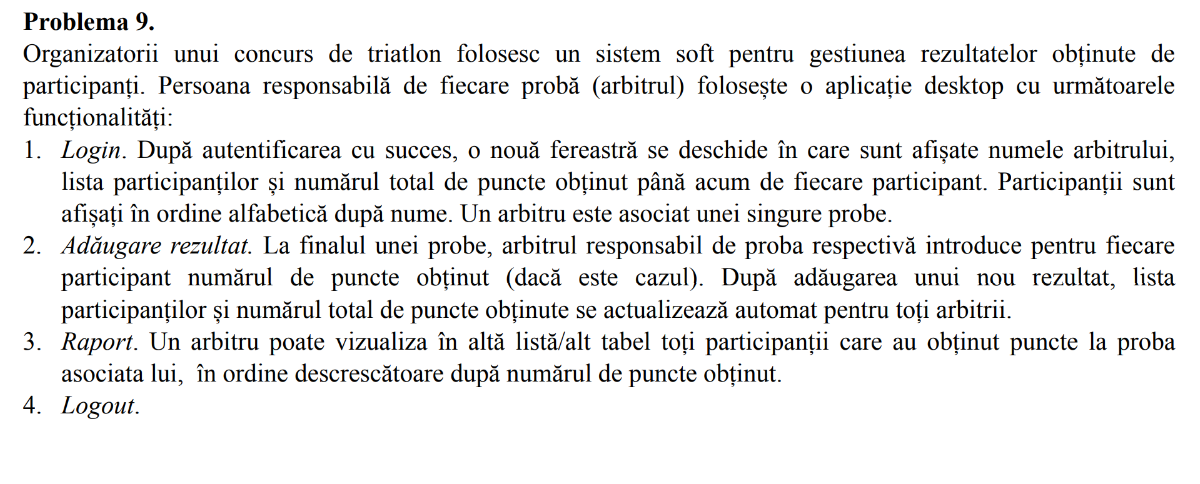 Problema 9.
Organizatorii unui concurs de triatlon folosesc un sistem soft pentru gestiunea rezultatelor obținute de
participanți. Persoana responsabilă de fiecare probă (arbitrul) folosește o aplicație desktop cu următoarele
funcționalități:
1. Login. După autentificarea cu succes, o nouă fereastră se deschide în care sunt afișate numele arbitrului,
lista participanților și numărul total de puncte obținut până acum de fiecare participant. Participanții sunt
afișați în ordine alfabetică după nume. Un arbitru este asociat unei singure probe.
2. Adăugare rezultat. La finalul unei probe, arbitrul responsabil de proba respectivă introduce pentru fiecare
participant numărul de puncte obținut (dacă este cazul). După adăugarea unui nou rezultat, lista
participanților și numărul total de puncte obținute se actualizează automat pentru toți arbitrii.
3. Raport. Un arbitru poate vizualiza în altă listă/alt tabel toți participanții care au obținut puncte la proba
asociata lui, în ordine descrescătoare după numărul de puncte obținut.
4. Logout.